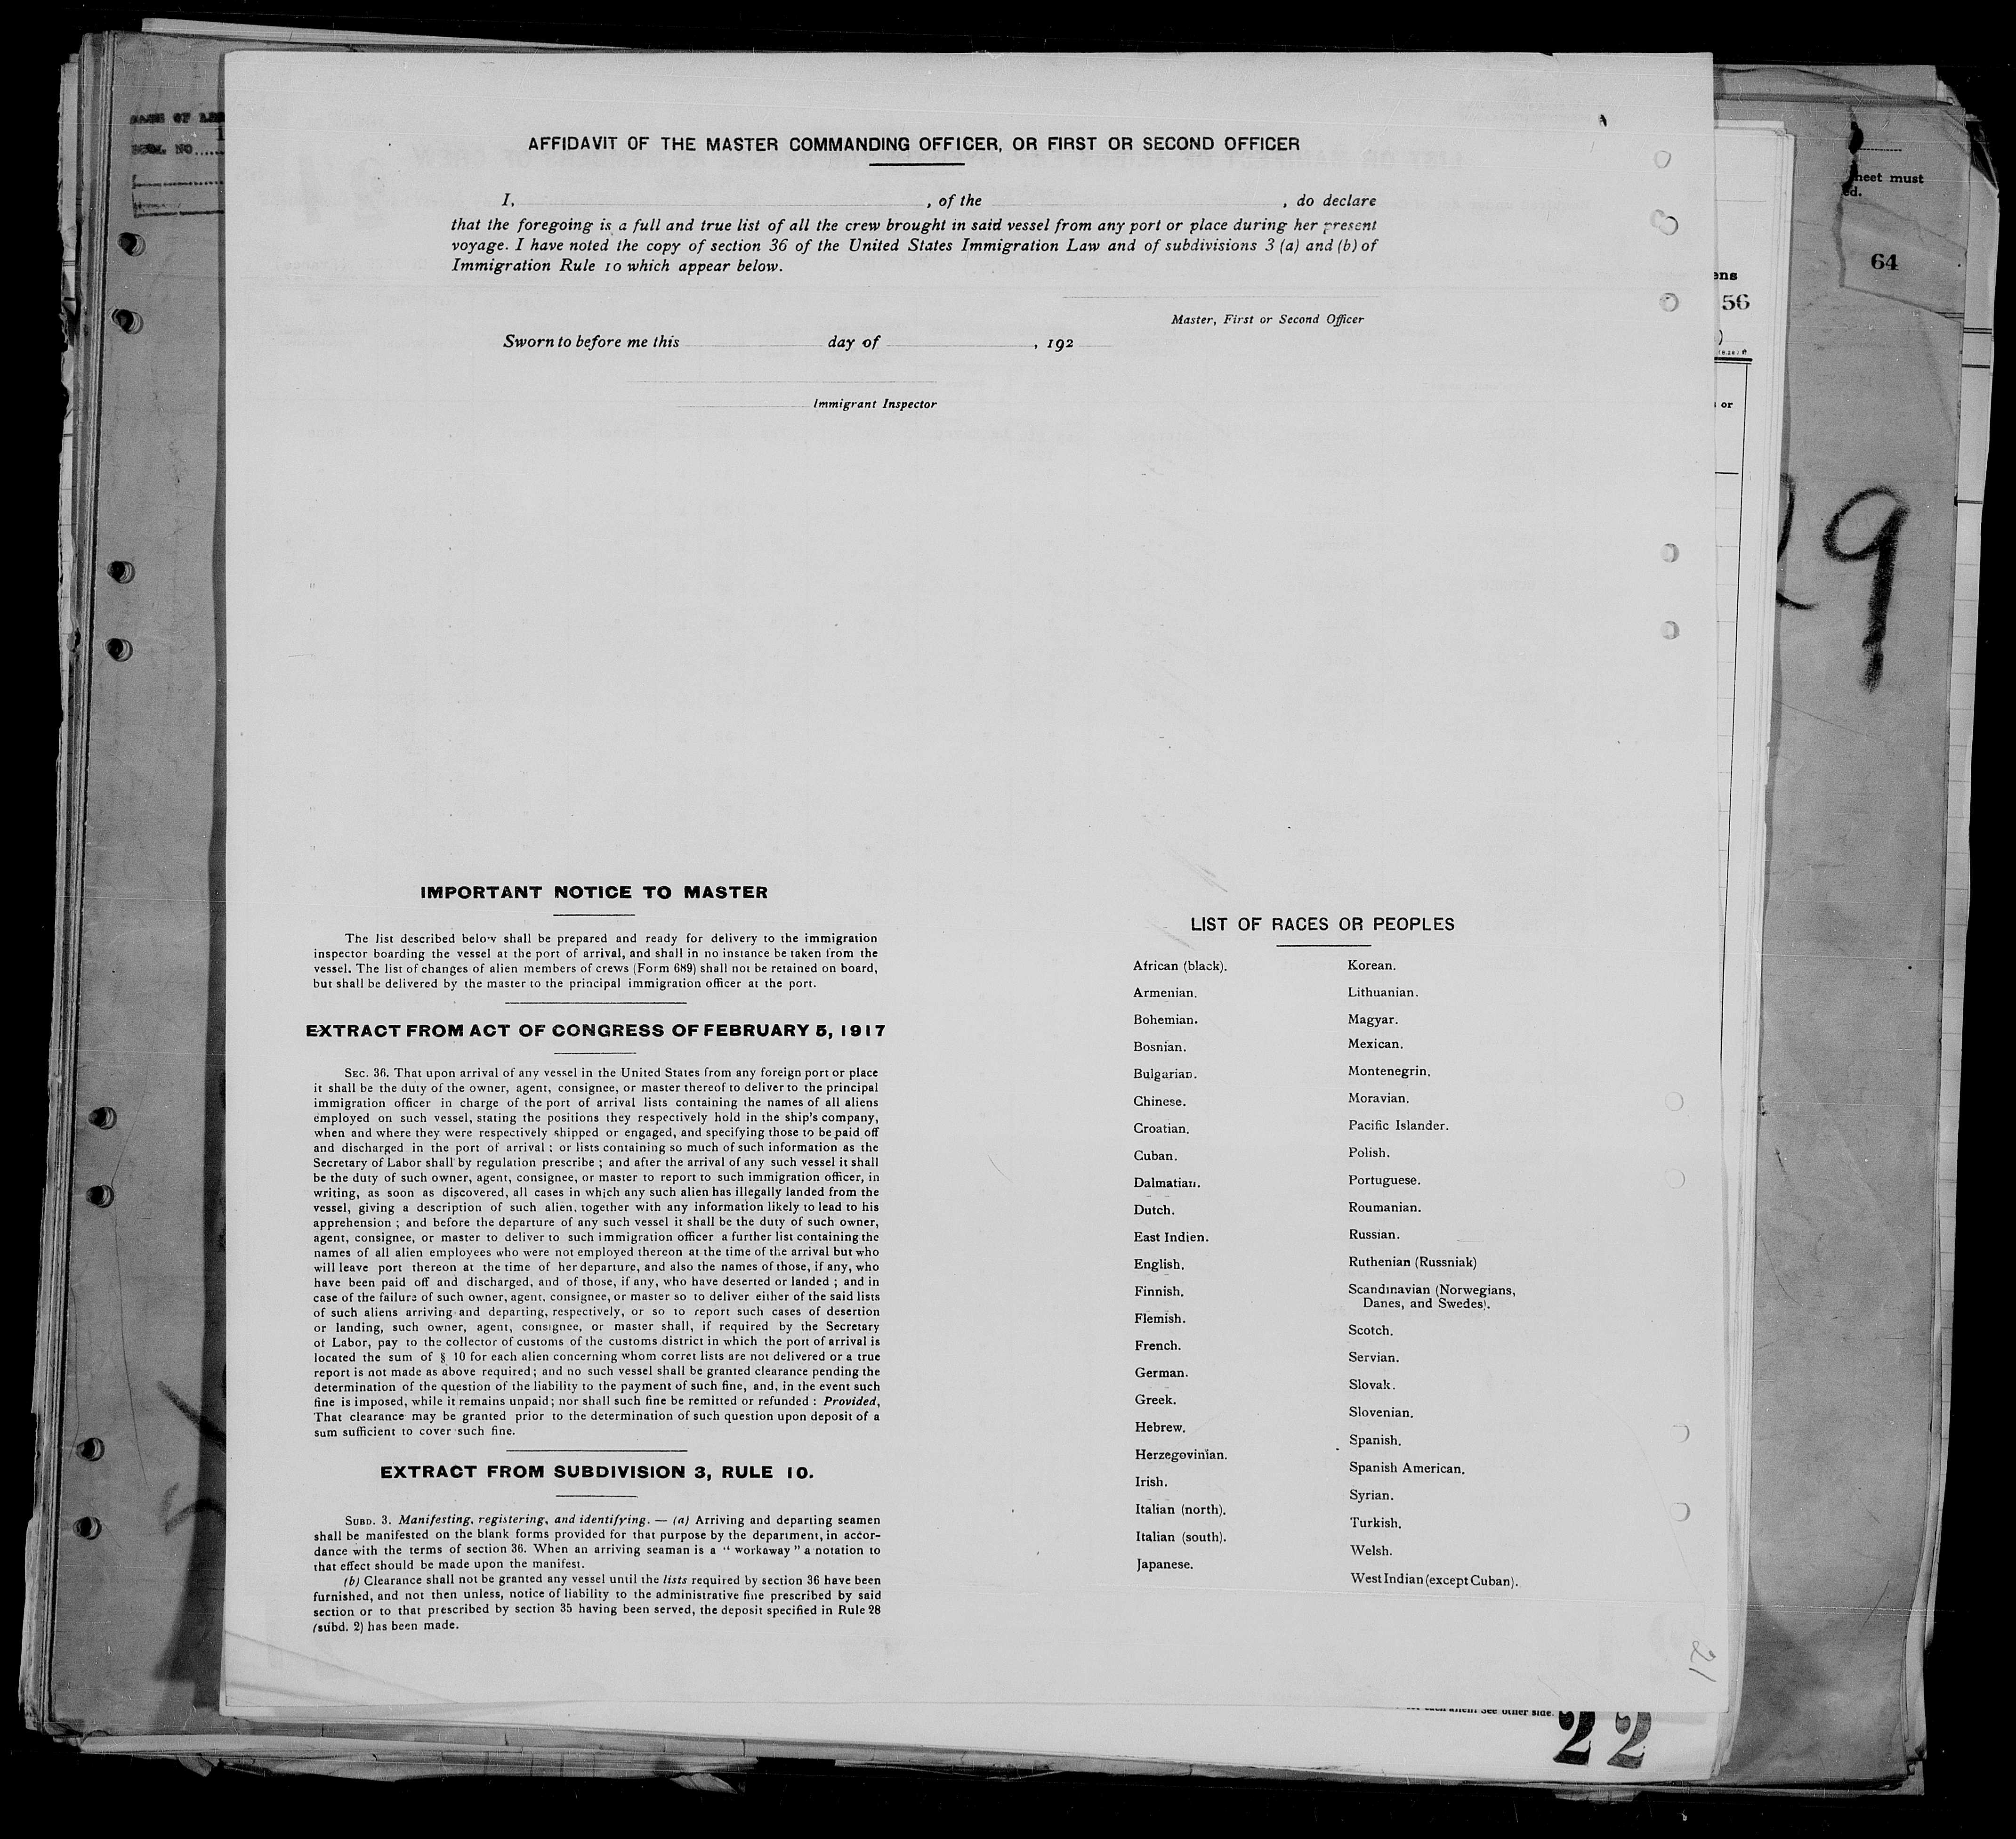 AFFIDAVIT OF THE MASTER COMMANDING OFFICER, OR FIRST OR SECOND OFFICER
I, , of the , do declare
that the foregoing is a full and true list of all the crew brought in said vessel from any port or place during her present
voyage. I have noted the copy of section 36 of the United States Immigration Law and of subdivisions 3 (a) and (b) of
Immigration Rule 10 which appear below.
Master, First or Second Officer
Sworn to before me this day of , 192
Immigrant Inspector
IMPORTANT NOTICE TO MASTER
The list described below shall be prepared and ready for delivery to the immigration
inspector boarding the vessel at the port of arrival, and shall in no instance be taken from the
vessel. The list of changes of alien members of crews (Form 689) shall not be retained on board,
but shall be delivered by the master to the principal immigration officer at the port.
EXTRACT FROM ACT OF CONGRESS OF FEBRUARY 5, 1917
SEC. 36. That upon arrival of any vessel in the United States from any foreign port or place
it shall be the duty of the owner, agent, consignee, or master thereof to deliver to the principal
immigration officer in charge of the port of arrival lists containing the names of all aliens
employed on such vessel, stating the positions they respectively hold in the ship's company,
when and where they were respectively shipped or engaged, and specifying those to be paid off
and discharged in the port of arrival ; or lists containing so much of such information as the
Secretary of Labor shall by regulation prescribe ; and after the arrival of any such vessel it shall
be the duty of such owner, agent, consignee, or master to report to such immigration officer, in
writing, as soon as discovered, all cases in which any such alien has illegally landed from the
vessel, giving a description of such alien, together with any information likely to lead to his
apprehension ; and before the departure of any such vessel it shall be the duty of such owner,
agent, consignee, or master to deliver to such immigration officer a further list containing the
names of all alien employees who were not employed thereon at the time of the arrival but who
will leave port thereon at the time of her departure, and also the names of those, if any, who
have been paid off and discharged, and of those, if any, who have deserted or landed ; and in
case of the failure of such owner, agent, consignee, or master so to deliver either of the said lists
of such aliens arriving and departing, respectively, or so to report such cases of desertion
or landing, such owner, agent, consignee, or master shall, if required by the Secretary
of Labor, pay to the collector of customs of the customs district in which the port of arrival is
located the sum of § 10 for each alien concerning whom corret lists are not delivered or a true
report is not made as above required ; and no such vessel shall be granted clearance pending the
determination of the question of the liability to the payment of such fine, and, in the event such
fine is imposed, while it remains unpaid ; nor shall such fine be remitted or refunded : Provided,
That clearance may be granted prior to the determination of such question upon deposit of a
sum sufficient to cover such fine.
EXTRACT FROM SUBDIVISION 3, RULE 10.
SUBD. 3. Manifesting, registering, and identifying. — (a) Arriving and departing seamen
shall be manifested on the blank forms provided for that purpose by the department, in accor-
dance with the terms of section 36. When an arriving seaman is a " workaway " a notation to
that effect should be made upon the manifest.
(b) Clearance shall not be granted any vessel until the lists required by section 36 have been
furnished, and not then unless, notice of liability to the administrative fine prescribed by said
section or to that prescribed by section 35 having been served, the deposit specified in Rule 28
(subd. 2) has been made.
LIST OF RACES OR PEOPLES
African (black).
Armenian.
Bohemian.
Bosnian.
Bulgarian.
Chinese.
Croatian.
Cuban.
Dalmatian.
Dutch.
East Indien.
English.
Finnish.
Flemish.
French.
German.
Greek.
Hebrew.
Herzegovinian.
Irish.
Italian (north).
Italian (south).
Japanese.
Korean.
Lithuanian.
Magyar.
Mexican.
Montenegrin.
Moravian.
Pacific Islander.
Polish.
Portuguese.
Roumanian.
Russian.
Ruthenian (Russniak)
Scandinavian (Norwegians,
Danes, and Swedes).
Scotch.
Servian.
Slovak.
Slovenian.
Spanish.
Spanish American.
Syrian.
Turkish.
Welsh.
West Indian (except Cuban).
21
See other side.
22
sheet must
64
56
or
9